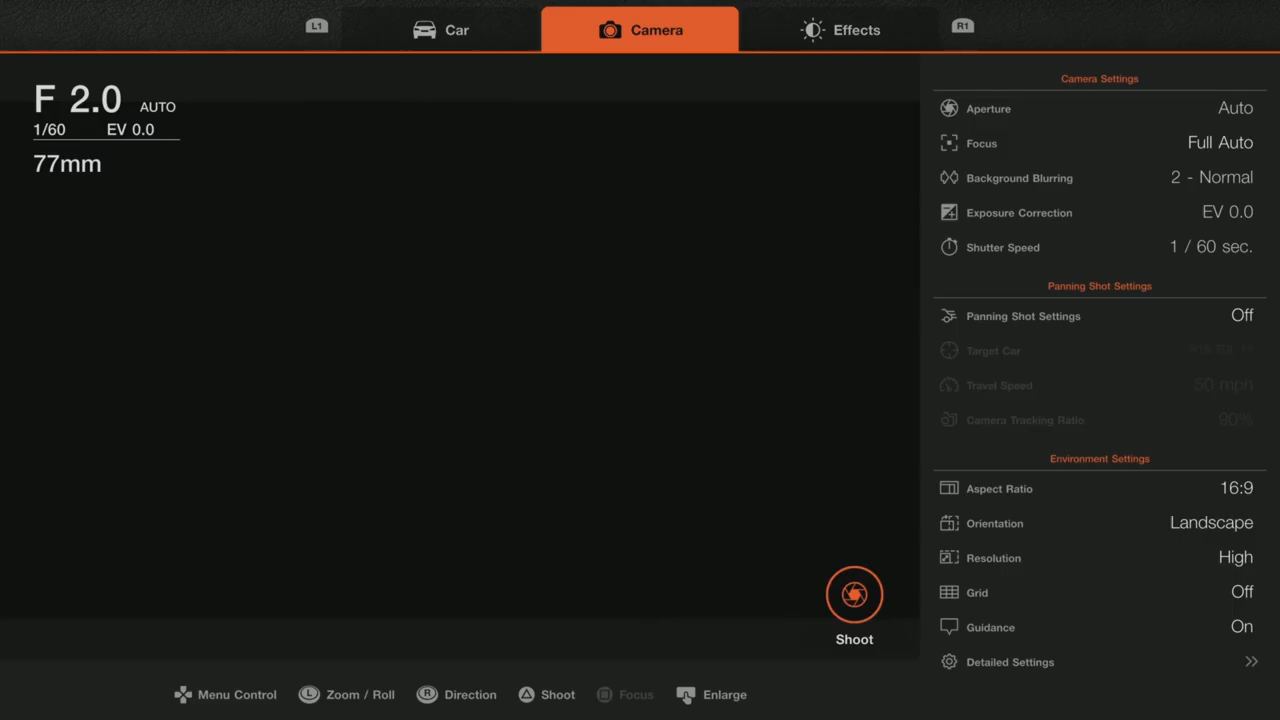 L1
Car
Camera
Effects
R1
F 2.0 AUTO
1/60 EV 0.0
77mm
Camera Settings
Aperture Auto
Focus Full Auto
Background Blurring 2 - Normal
Exposure Correction EV 0.0
Shutter Speed 1 / 60 sec.
Panning Shot Settings
Panning Shot Settings Off
Target Car
Travel Speed 50 mph
Camera Tracking Ratio 90%
Environment Settings
Aspect Ratio 16:9
Orientation Landscape
Resolution High
Grid Off
Guidance On
Detailed Settings
Shoot
Menu Control
L Zoom / Roll
R Direction
Shoot
Focus
Enlarge